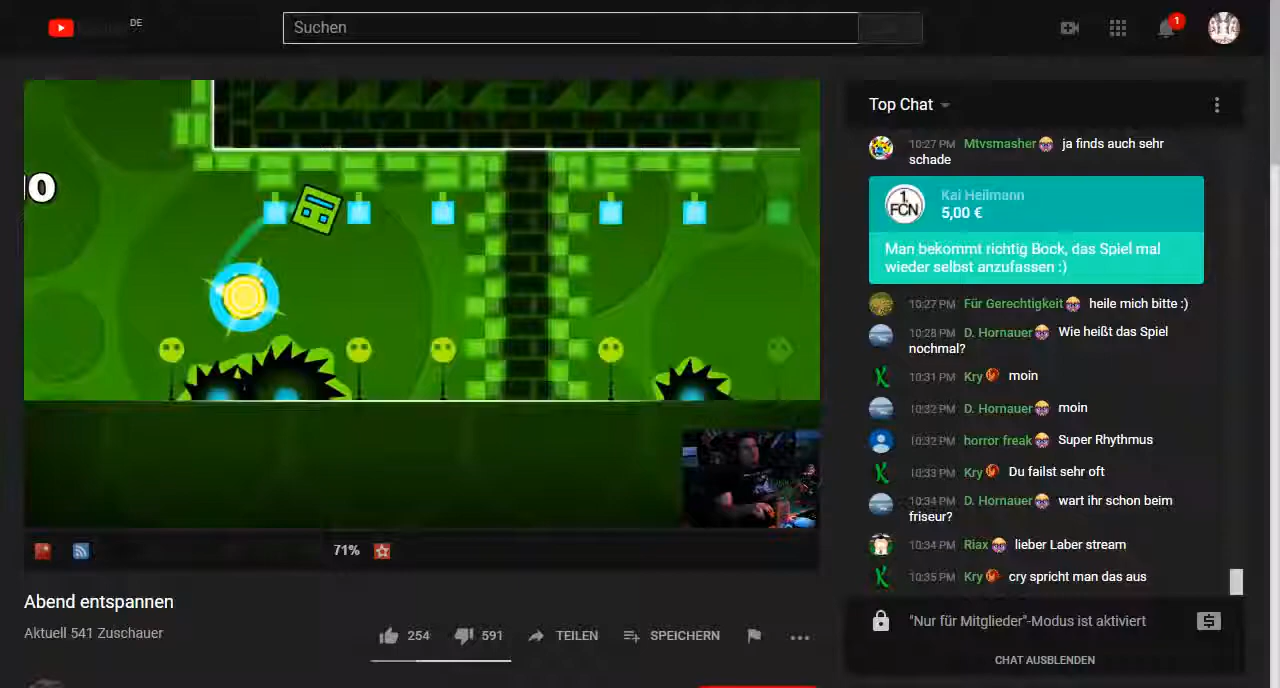 DE
Suchen
1
10
Top Chat
10:27 PM Mtvsmasher ja finds auch sehr
schade
1.
FCN
Kai Heilmann
5,00 €
Man bekommt richtig Bock, das Spiel mal
wieder selbst anzufassen :)
10:27 PM Für Gerechtigkeit heile mich bitte :)
10:28 PM D. Hornauer Wie heißt das Spiel
nochmal?
10:31 PM Kry moin
10:32 PM D. Hornauer moin
10:32 PM horror freak Super Rhythmus
10:33 PM Kry Du failst sehr oft
10:34 PM D. Hornauer wart ihr schon beim
friseur?
10:34 PM Riax lieber Laber stream
10:35 PM Kry cry spricht man das aus
71%
Abend entspannen
Aktuell 541 Zuschauer
254
591
TEILEN
SPEICHERN
"Nur für Mitglieder"-Modus ist aktiviert
CHAT AUSBLENDEN